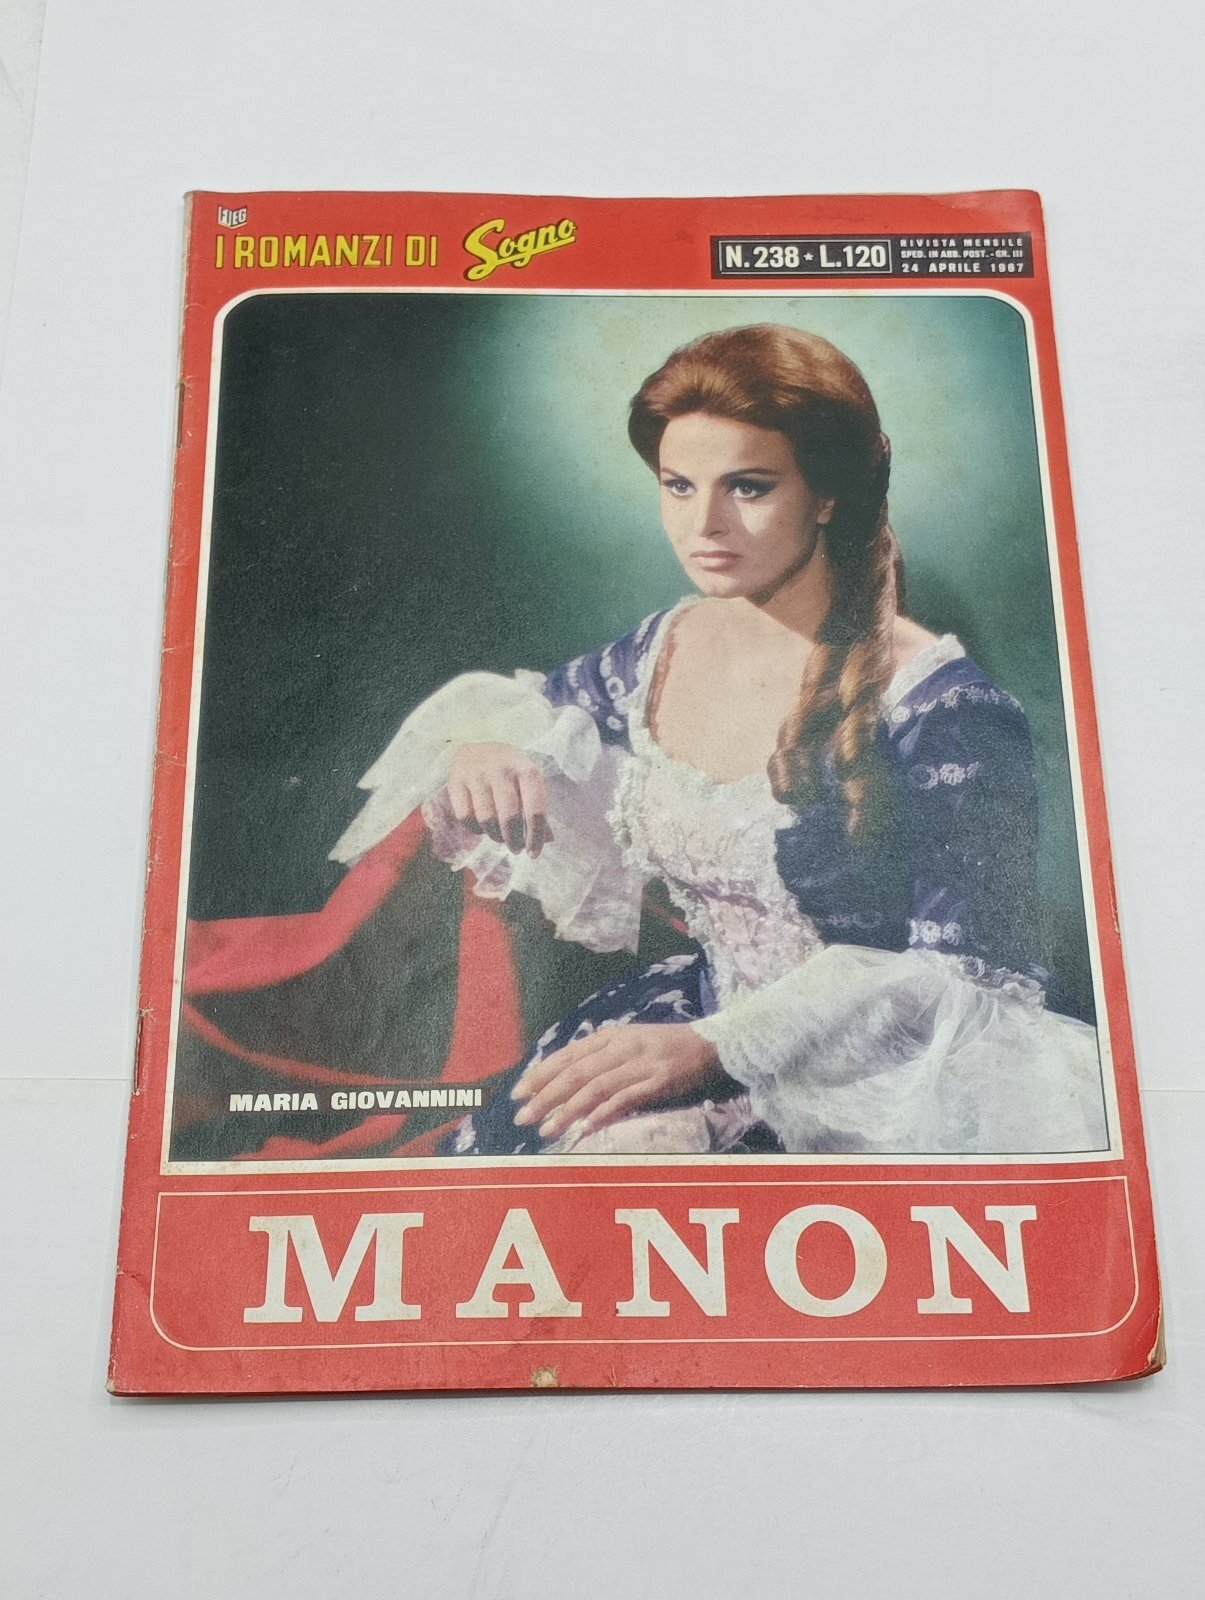 FIEG
I ROMANZI DI Sogno
N. 238 ★ L. 120
RIVISTA MENSILE
SPED. IN ABB. POST. - GR. III
24 APRILE 1967
MARIA GIOVANNINI
MANON